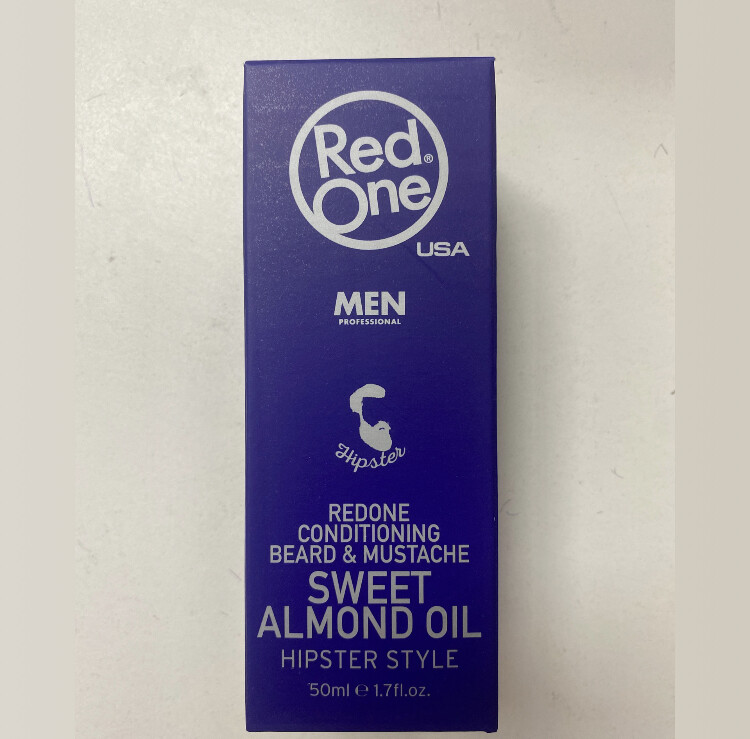 Red®
One
USA
MEN
PROFESSIONAL
Hipster
REDONE
CONDITIONING
BEARD & MUSTACHE
SWEET
ALMOND OIL
HIPSTER STYLE
50ml ℮ 1.7fl.oz.